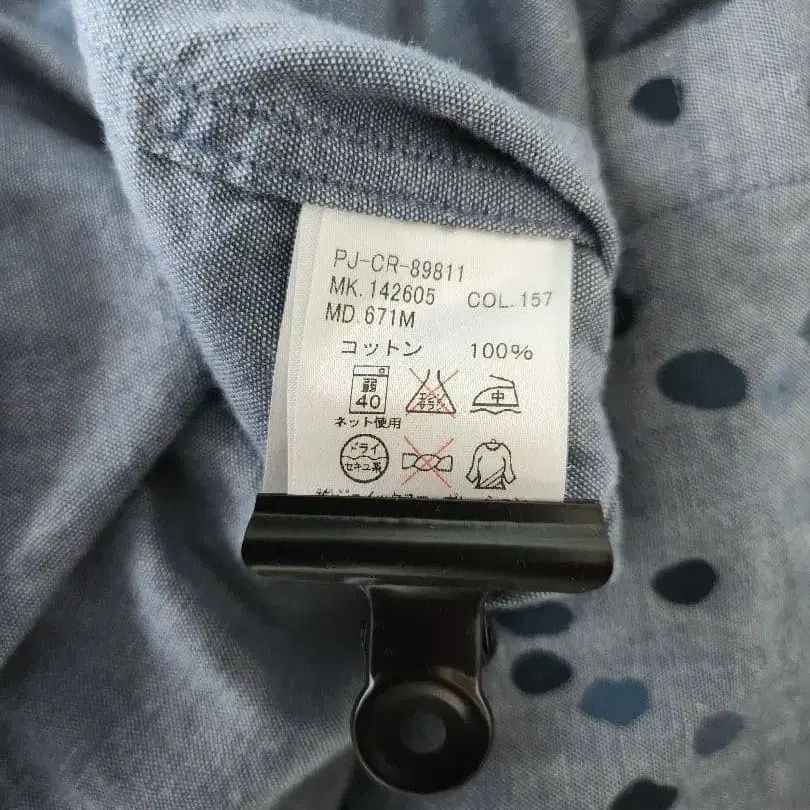 PJ-CR-89811
MK.142605 COL.157
MD.671M
コットン 100%
弱
40
エンソ
サラシ
中
ネット使用
ドライ
セキユ系